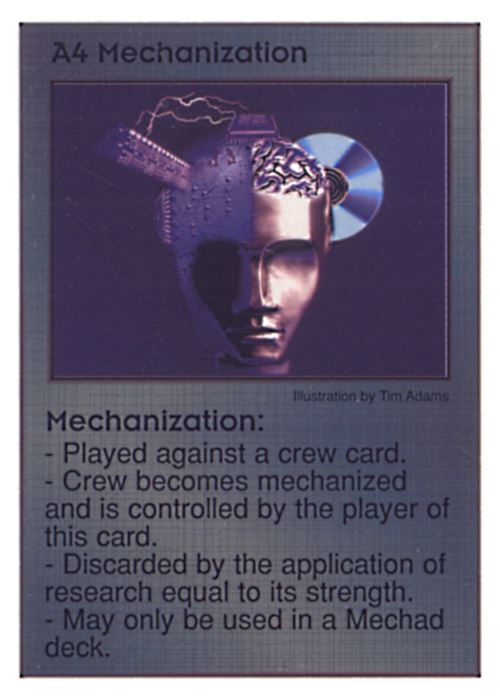 A4 Mechanization
Illustration by Tim Adams
Mechanization:
- Played against a crew card.
- Crew becomes mechanized
and is controlled by the player of
this card.
- Discarded by the application of
research equal to its strength.
- May only be used in a Mechad
deck.